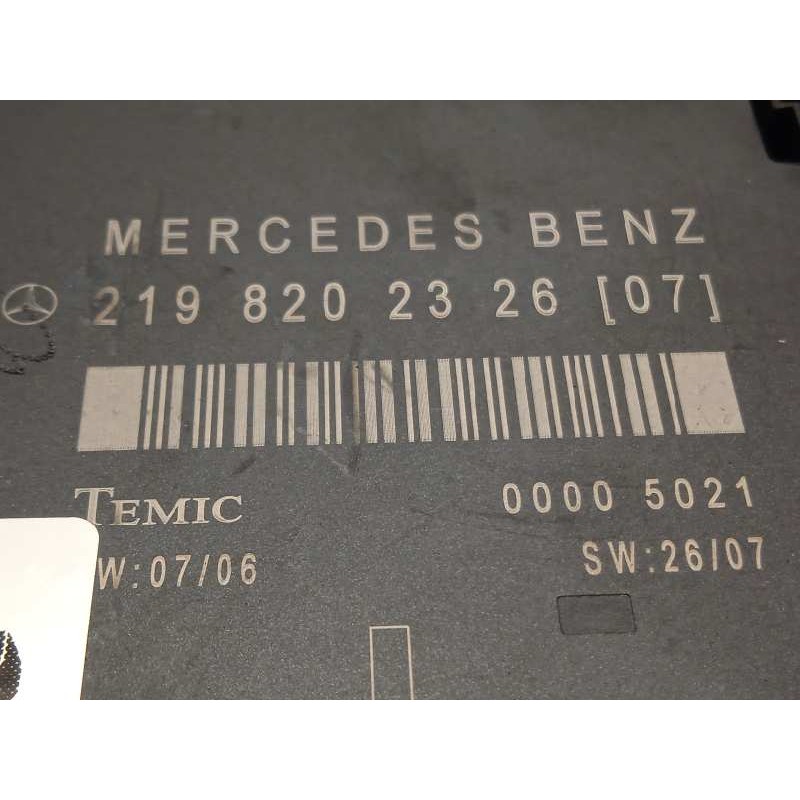 MERCEDES BENZ
219 820 23 26 [07]
TEMIC
0000 5021
W:07/06
SW:26/07